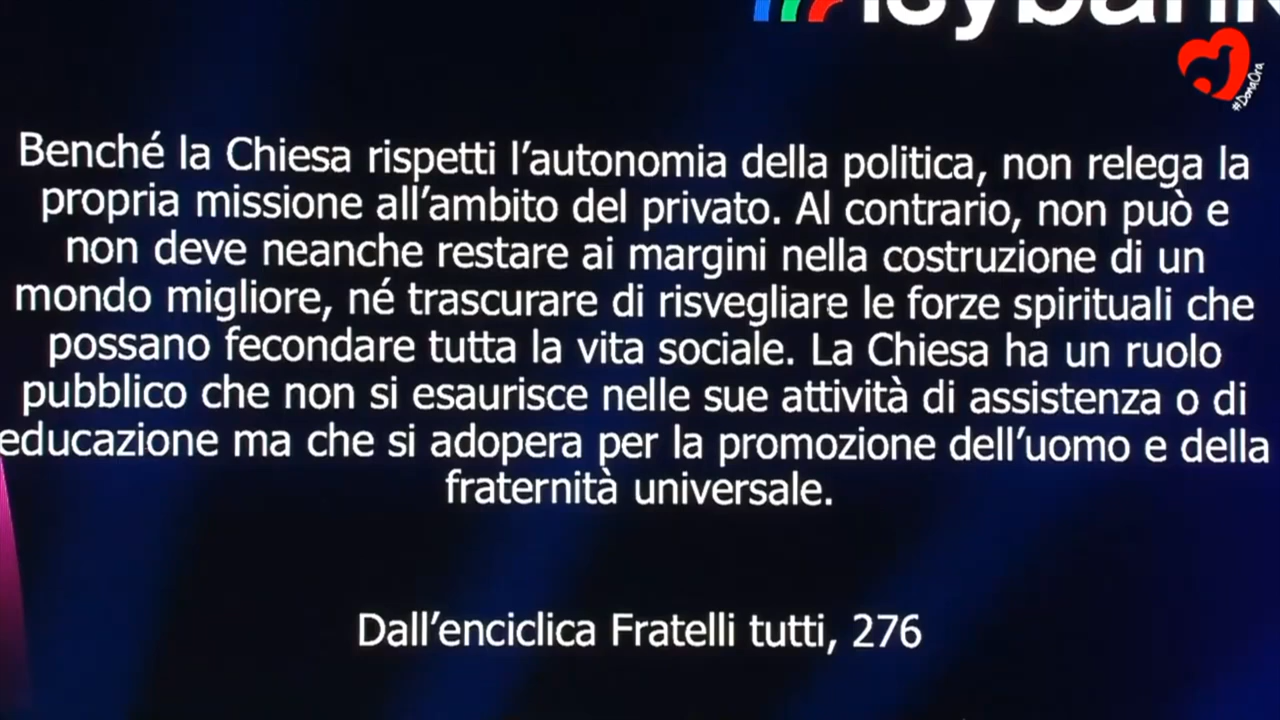 #DonaOra
Benché la Chiesa rispetti l’autonomia della politica, non relega la
propria missione all’ambito del privato. Al contrario, non può e
non deve neanche restare ai margini nella costruzione di un
mondo migliore, né trascurare di risvegliare le forze spirituali che
possano fecondare tutta la vita sociale. La Chiesa ha un ruolo
pubblico che non si esaurisce nelle sue attività di assistenza o di
educazione ma che si adopera per la promozione dell’uomo e della
fraternità universale.
Dall’enciclica Fratelli tutti, 276